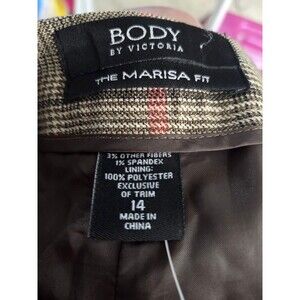 BODY
BY VICTORIA
THE MARISA FIT
3% OTHER FIBERS
1% SPANDEX
LINING:
100% POLYESTER
EXCLUSIVE
OF TRIM
14
MADE IN
CHINA